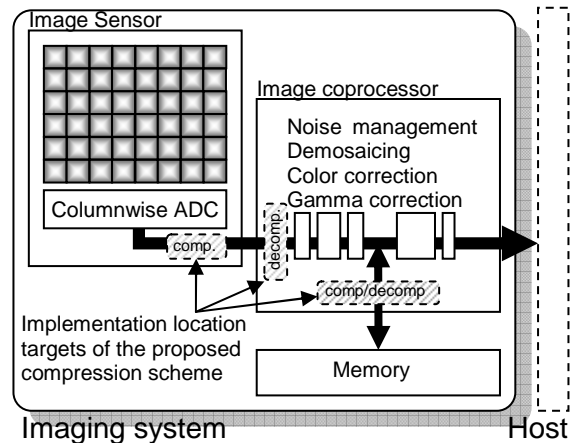 Image Sensor
Columnwise ADC
comp.
Image coprocessor
Noise management
Demosaicing
Color correction
Gamma correction
decomp.
comp/decomp
Implementation location
targets of the proposed
compression scheme
Memory
Imaging system
Host